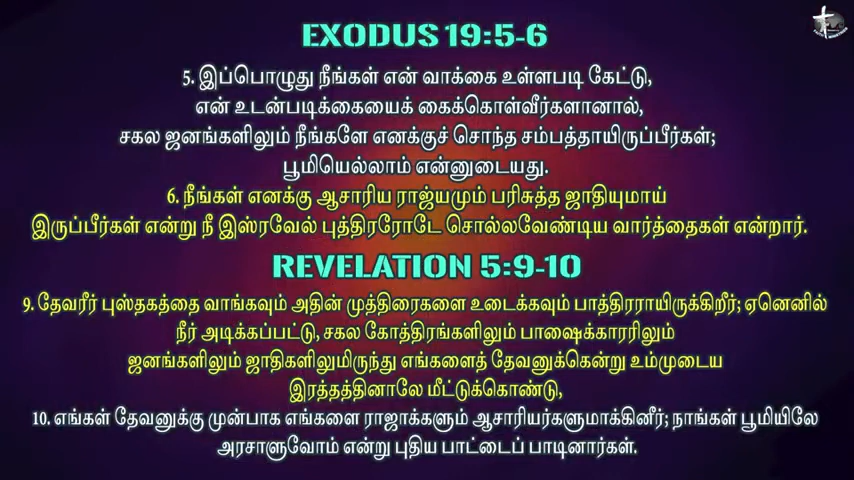 EXODUS 19:5-6
5. இப்பொழுது நீங்கள் என் வாக்கை உள்ளபடி கேட்டு,
என் உடன்படிக்கையைக் கைக்கொள்வீர்களானால்,
சகல ஜனங்களிலும் நீங்களே எனக்குச் சொந்த சம்பத்தாயிருப்பீர்கள்;
பூமியெல்லாம் என்னுடையது.
6. நீங்கள் எனக்கு ஆசாரிய ராஜ்யமும் பரிசுத்த ஜாதியுமாய்
இருப்பீர்கள் என்று நீ இஸ்ரவேல் புத்திரரோடே சொல்லவேண்டிய வார்த்தைகள் என்றார்.
REVELATION 5:9-10
9. தேவரீர் புஸ்தகத்தை வாங்கவும் அதின் முத்திரைகளை உடைக்கவும் பாத்திரராயிருக்கிறீர்; ஏனெனில்
நீர் அடிக்கப்பட்டு, சகல கோத்திரங்களிலும் பாஷைக்காரரிலும்
ஜனங்களிலும் ஜாதிகளிலுமிருந்து எங்களைத் தேவனுக்கென்று உம்முடைய
இரத்தத்தினாலே மீட்டுக்கொண்டு,
10. எங்கள் தேவனுக்கு முன்பாக எங்களை ராஜாக்களும் ஆசாரியர்களுமாக்கினீர்; நாங்கள் பூமியிலே
அரசாளுவோம் என்று புதிய பாட்டைப் பாடினார்கள்.